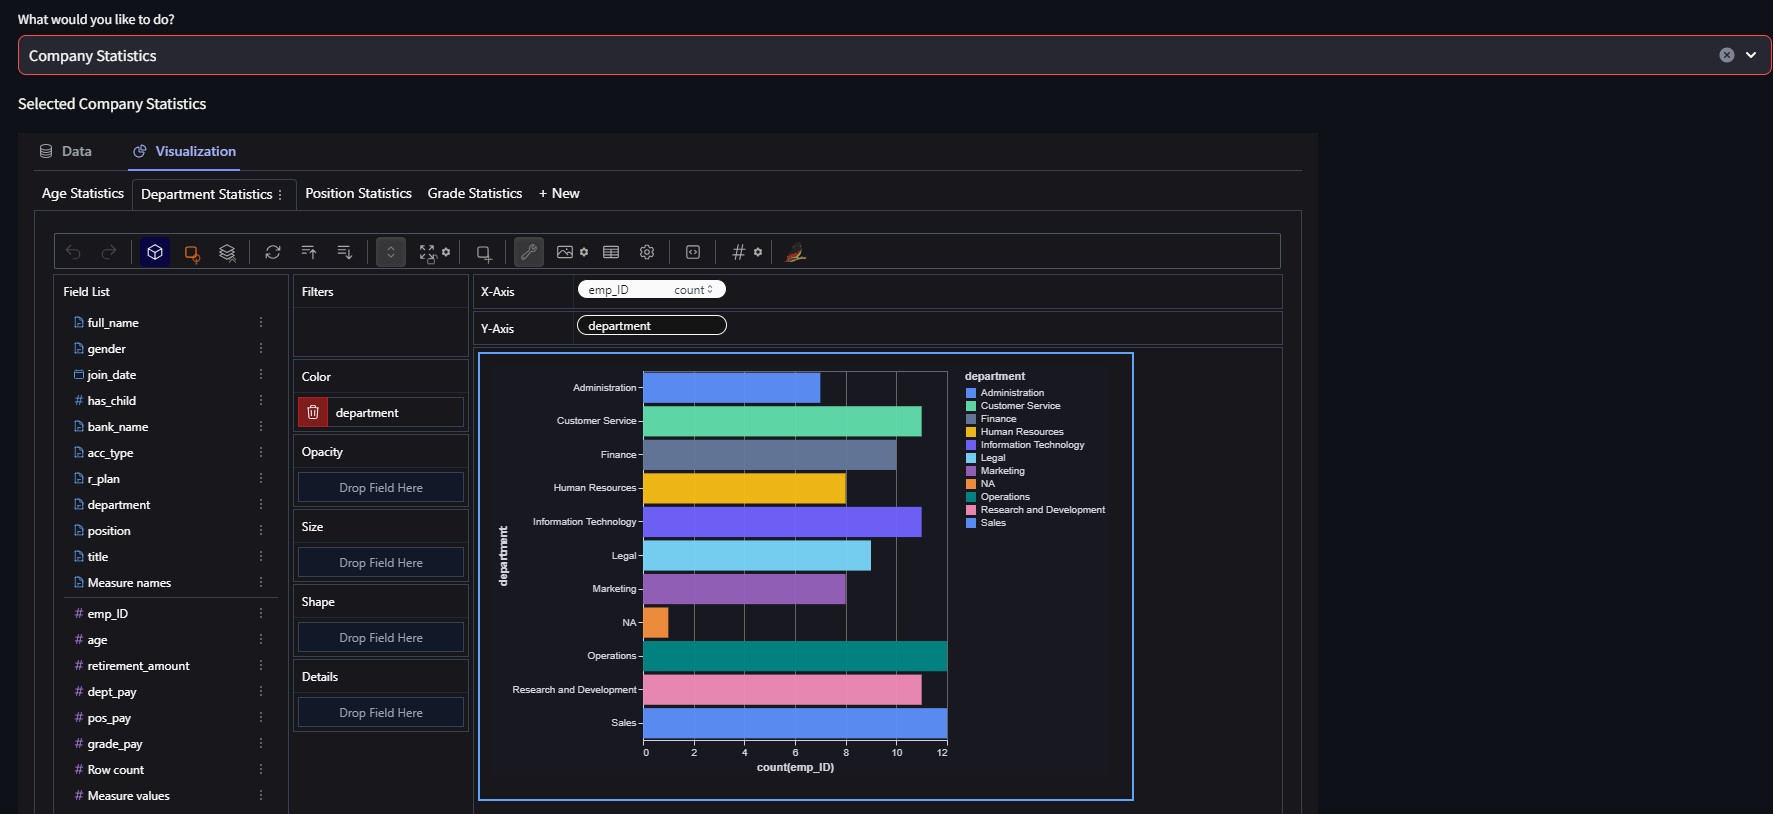 What would you like to do?
Company Statistics
Selected Company Statistics
Data
Visualization
Age Statistics
Department Statistics
Position Statistics
Grade Statistics
+ New
Field List
full_name
gender
join_date
# has_child
bank_name
acc_type
r_plan
department
position
title
Measure names
# emp_ID
# age
# retirement_amount
# dept_pay
# pos_pay
# grade_pay
# Row count
# Measure values
Filters
Color
department
Opacity
Drop Field Here
Size
Drop Field Here
Shape
Drop Field Here
Details
Drop Field Here
X-Axis
emp_ID count
Y-Axis
department
department
Administration
Customer Service
Finance
Human Resources
Information Technology
Legal
Marketing
NA
Operations
Research and Development
Sales
0 2 4 6 8 10 12
count(emp_ID)
department
Administration
Customer Service
Finance
Human Resources
Information Technology
Legal
Marketing
NA
Operations
Research and Development
Sales